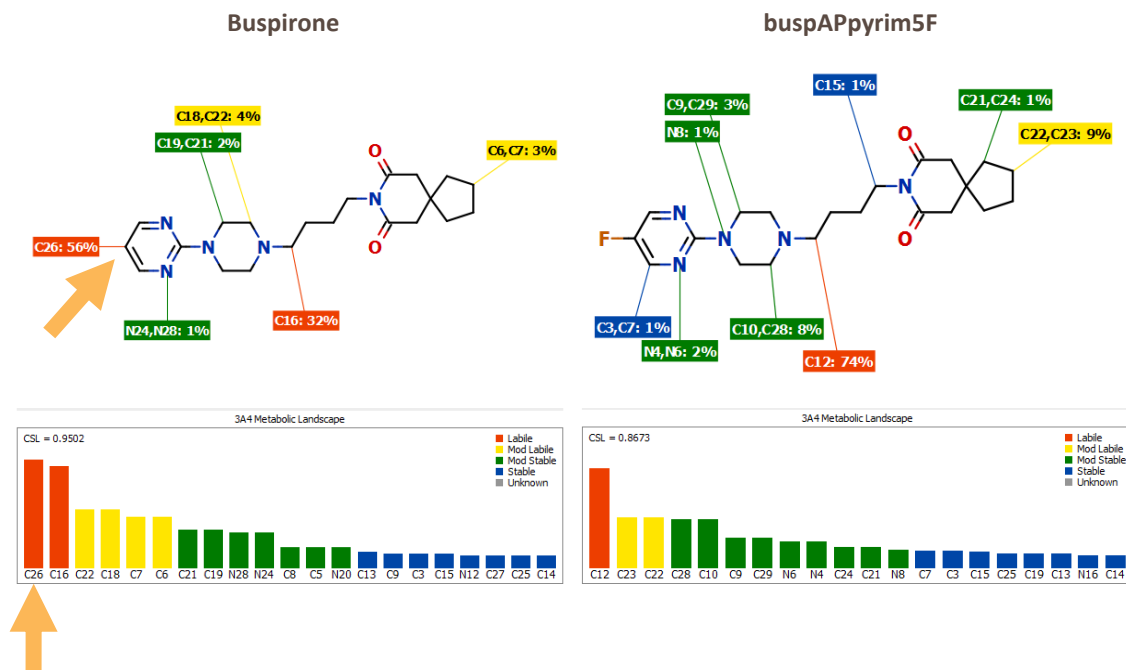 Buspirone
C18,C22: 4%
C19,C21: 2%
C6,C7: 3%
O
N
O
N
N
N
N
C26: 56%
N24,N28: 1%
C16: 32%
3A4 Metabolic Landscape
CSL = 0.9502
Labile
Mod Labile
Mod Stable
Stable
Unknown
C26 C16 C22 C18 C7 C6 C21 C19 N28 N24 C8 C5 N20 C13 C9 C3 C15 N12 C27 C25 C14
buspAPpyrim5F
C15: 1%
C9,C29: 3%
C21,C24: 1%
N8: 1%
C22,C23: 9%
O
N
O
N
F
N
N
N
C3,C7: 1%
N4,N6: 2%
C10,C28: 8%
C12: 74%
3A4 Metabolic Landscape
CSL = 0.8673
Labile
Mod Labile
Mod Stable
Stable
Unknown
C12 C23 C22 C28 C10 C9 C29 N6 N4 C24 C21 N8 C7 C3 C15 C25 C19 C13 N16 C14